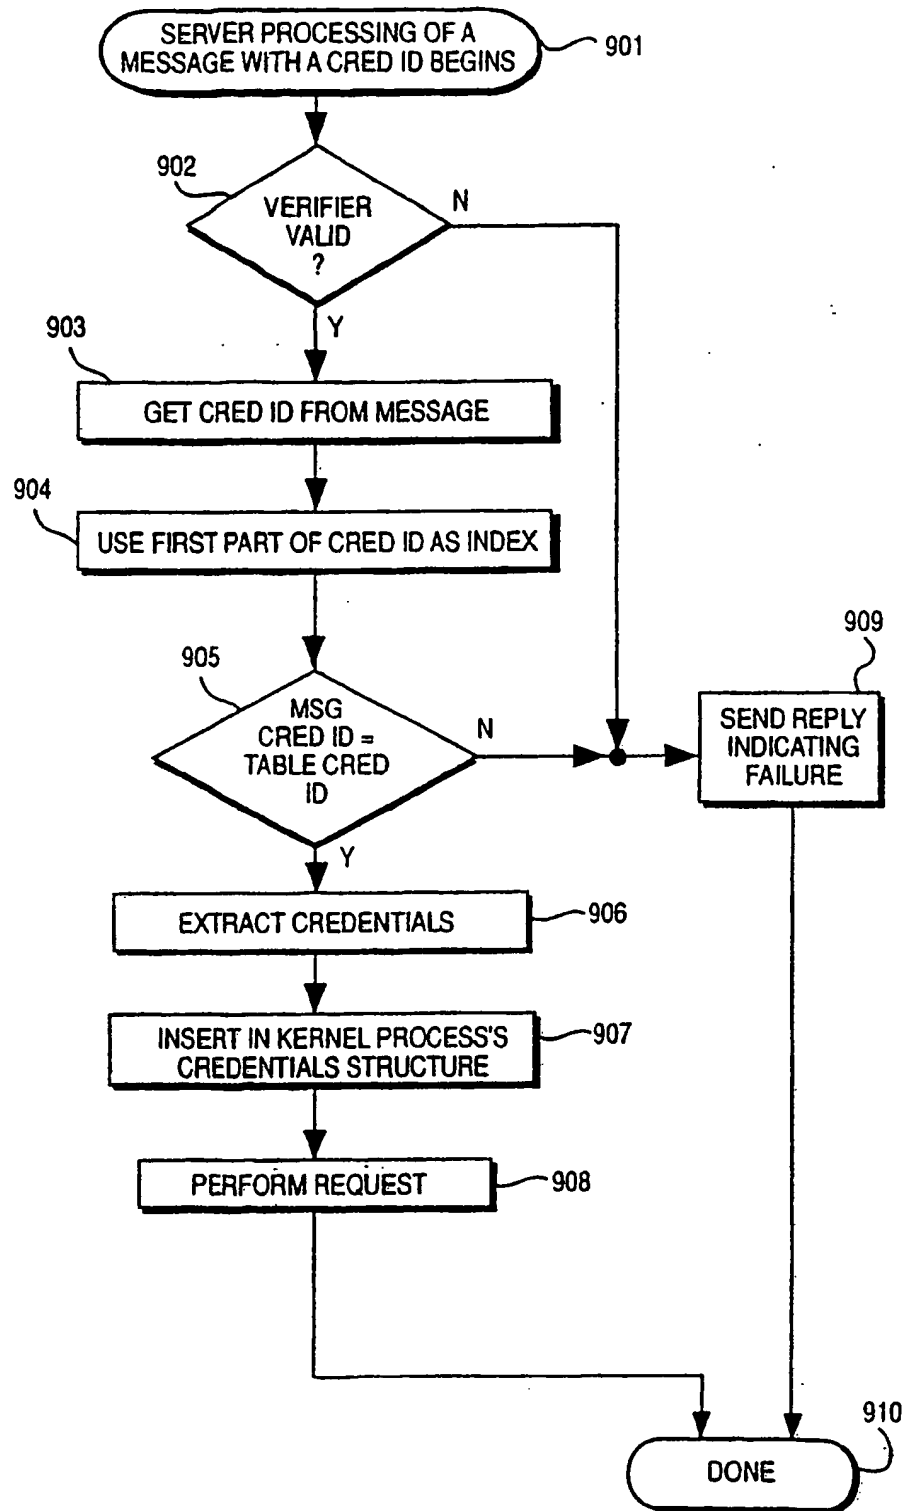 SERVER PROCESSING OF A
MESSAGE WITH A CRED ID BEGINS
901
902
VERIFIER
VALID
?
N
Y
903
GET CRED ID FROM MESSAGE
904
USE FIRST PART OF CRED ID AS INDEX
905
MSG
CRED ID =
TABLE CRED
ID
N
Y
909
SEND REPLY
INDICATING
FAILURE
EXTRACT CREDENTIALS
906
INSERT IN KERNEL PROCESS'S
CREDENTIALS STRUCTURE
907
PERFORM REQUEST
908
910
DONE